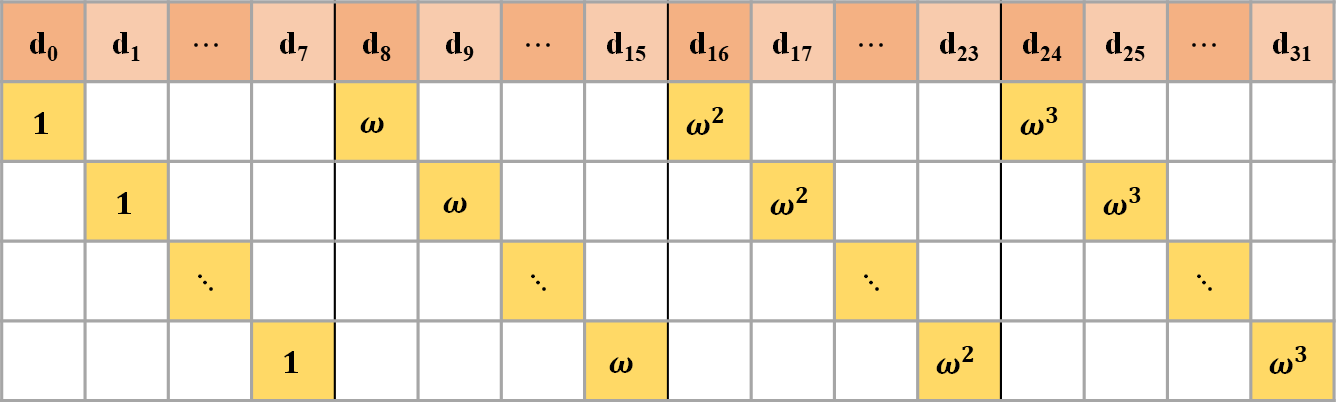 d₀ d₁ ⋯ d₇ d₈ d₉ ⋯ d₁₅ d₁₆ d₁₇ ⋯ d₂₃ d₂₄ d₂₅ ⋯ d₃₁
1 ω ω² ω³
1 ω ω² ω³
⋱ ⋱ ⋱ ⋱
1 ω ω² ω³